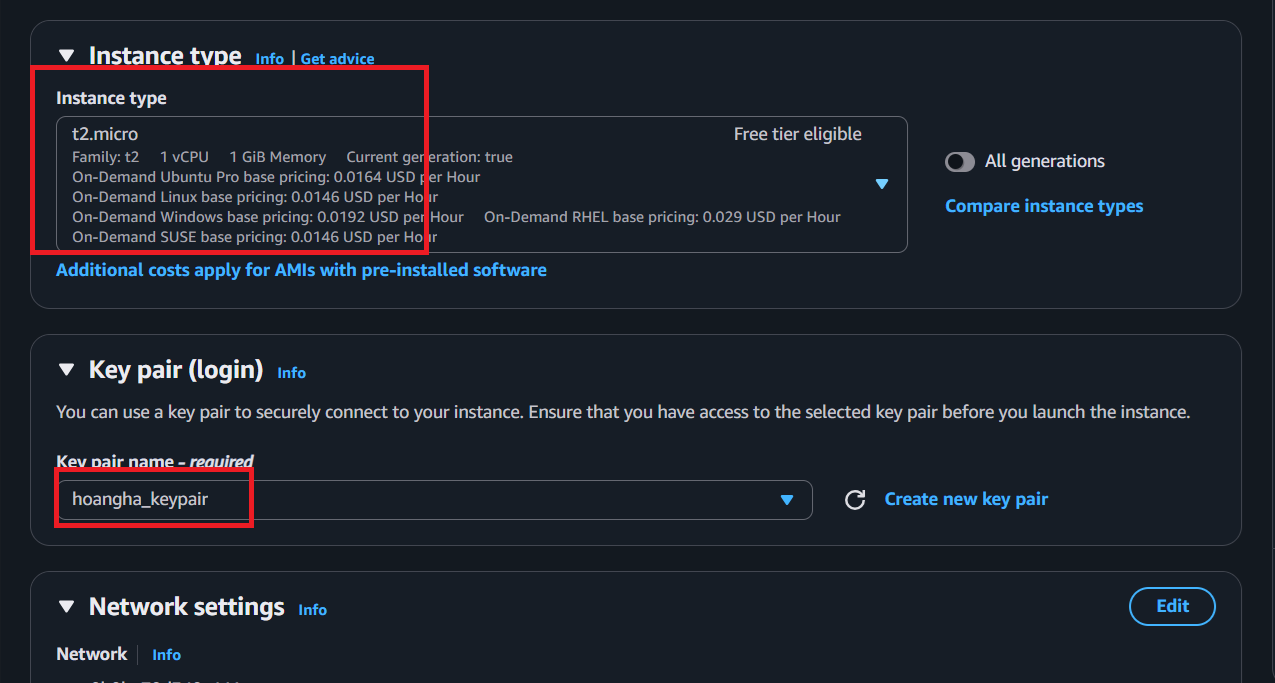 Instance type Info | Get advice
Instance type
t2.micro Free tier eligible
Family: t2 1 vCPU 1 GiB Memory Current generation: true
On-Demand Ubuntu Pro base pricing: 0.0164 USD per Hour
On-Demand Linux base pricing: 0.0146 USD per Hour
On-Demand Windows base pricing: 0.0192 USD per Hour On-Demand RHEL base pricing: 0.029 USD per Hour
On-Demand SUSE base pricing: 0.0146 USD per Hour
All generations
Compare instance types
Additional costs apply for AMIs with pre-installed software
Key pair (login) Info
You can use a key pair to securely connect to your instance. Ensure that you have access to the selected key pair before you launch the instance.
Key pair name - required
hoangha_keypair
Create new key pair
Network settings Info
Edit
Network Info